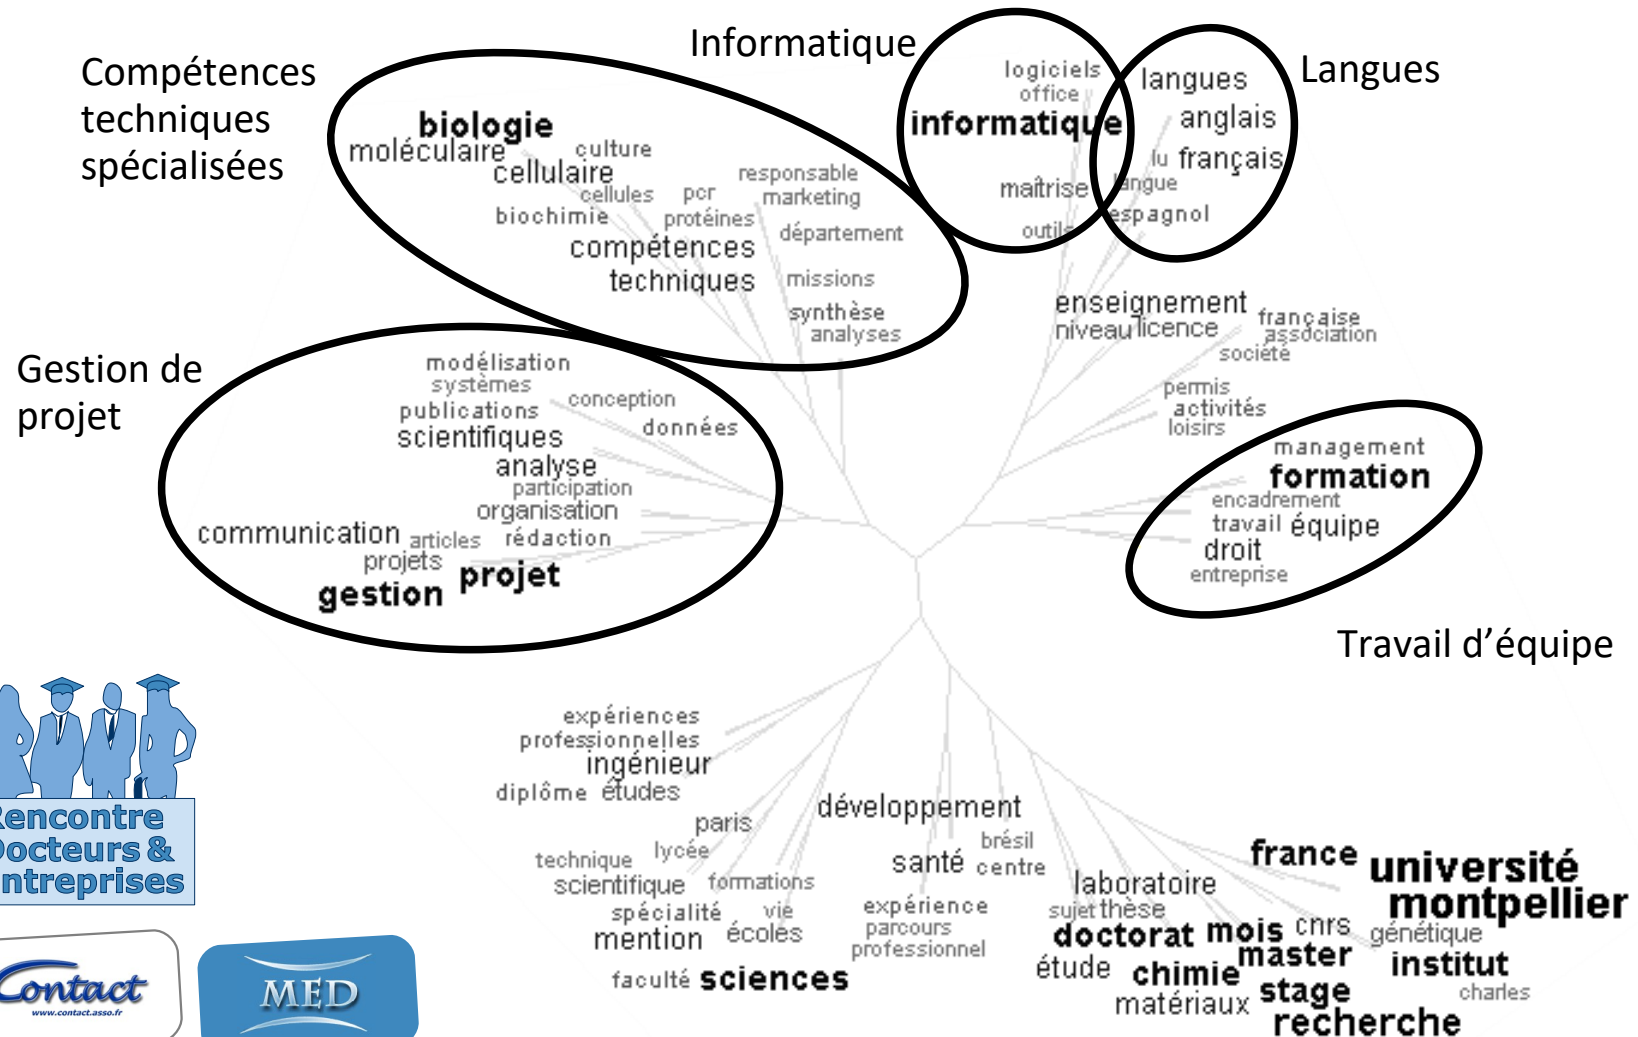 Compétences
techniques
spécialisées
Informatique
Langues
Gestion de
projet
Travail d’équipe
biologie
moléculaire
culture
cellulaire
cellules
pcr
responsable
marketing
biochimie
protéines
département
compétences
techniques
missions
synthèse
analyses
logiciels
office
informatique
maîtrise
outils
langues
anglais
lu français
langue
espagnol
enseignement
niveau licence
française
association
société
permis
activités
loisirs
management
formation
encadrement
travail équipe
droit
entreprise
modélisation
systèmes
conception
publications
données
scientifiques
analyse
participation
organisation
communication articles rédaction
projets
gestion projet
expériences
professionnelles
ingénieur
diplôme études
paris
lycée
technique
scientifique formations
spécialité vie
mention écoles
faculté sciences
développement
brésil
santé centre
expérience
parcours
professionnel
laboratoire
sujet thèse
doctorat mois cnrs
étude chimie master
matériaux stage
recherche
france université
montpellier
génétique
institut
charles
Rencontre
Docteurs &
Entreprises
Contact
www.contact.asso.fr
MED